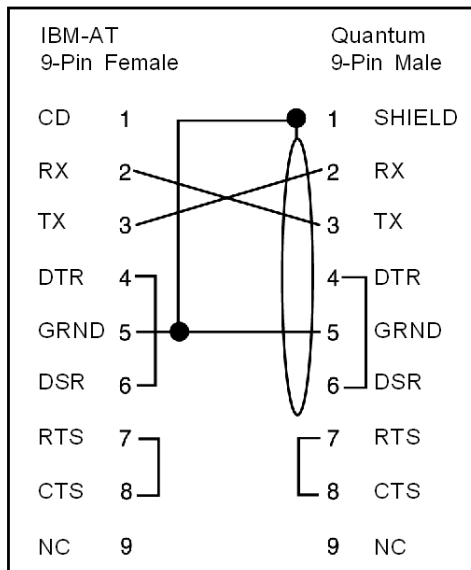 IBM-AT Quantum
9-Pin Female 9-Pin Male
CD 1 1 SHIELD
RX 2 2 RX
TX 3 3 TX
DTR 4 4 DTR
GRND 5 5 GRND
DSR 6 6 DSR
RTS 7 7 RTS
CTS 8 8 CTS
NC 9 9 NC